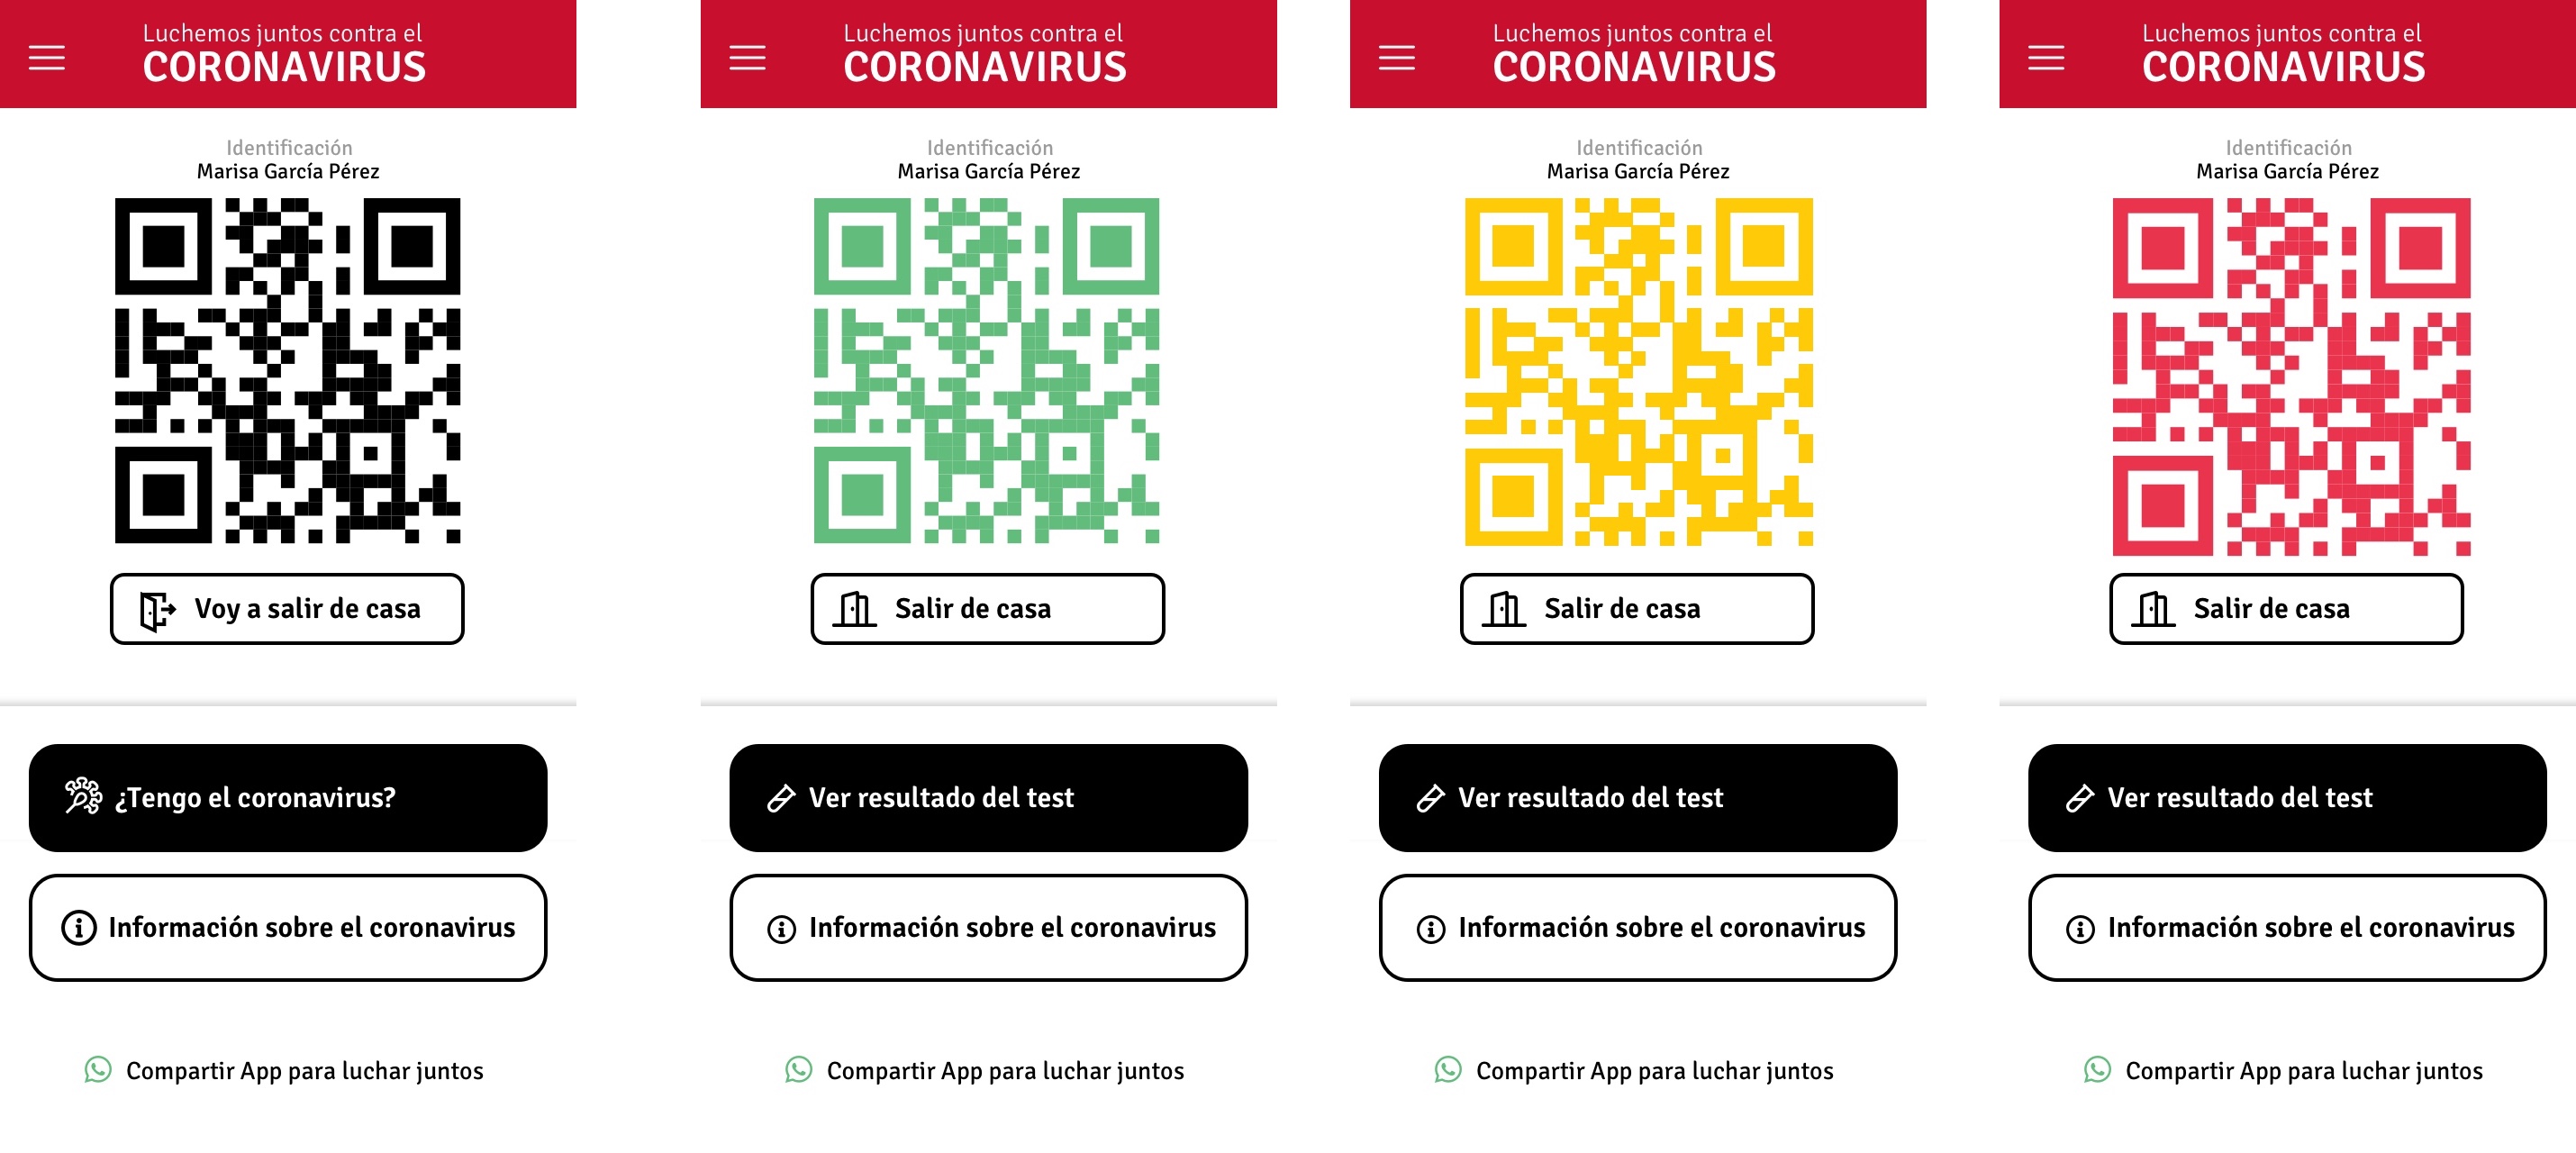 Luchemos juntos contra el
CORONAVIRUS
Identificación
Marisa García Pérez
Voy a salir de casa
¿Tengo el coronavirus?
Información sobre el coronavirus
Compartir App para luchar juntos
Luchemos juntos contra el
CORONAVIRUS
Identificación
Marisa García Pérez
Salir de casa
Ver resultado del test
Información sobre el coronavirus
Compartir App para luchar juntos
Luchemos juntos contra el
CORONAVIRUS
Identificación
Marisa García Pérez
Salir de casa
Ver resultado del test
Información sobre el coronavirus
Compartir App para luchar juntos
Luchemos juntos contra el
CORONAVIRUS
Identificación
Marisa García Pérez
Salir de casa
Ver resultado del test
Información sobre el coronavirus
Compartir App para luchar juntos